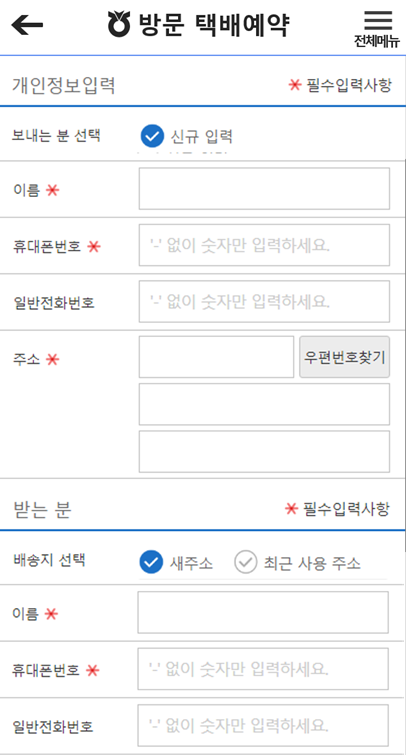 방문 택배예약
전체메뉴
개인정보입력
* 필수입력사항
보내는 분 선택
신규 입력
이름 *
휴대폰번호 *
'-' 없이 숫자만 입력하세요.
일반전화번호
'-' 없이 숫자만 입력하세요.
주소 *
우편번호찾기
받는 분
* 필수입력사항
배송지 선택
새주소
최근 사용 주소
이름 *
휴대폰번호 *
'-' 없이 숫자만 입력하세요.
일반전화번호
'-' 없이 숫자만 입력하세요.